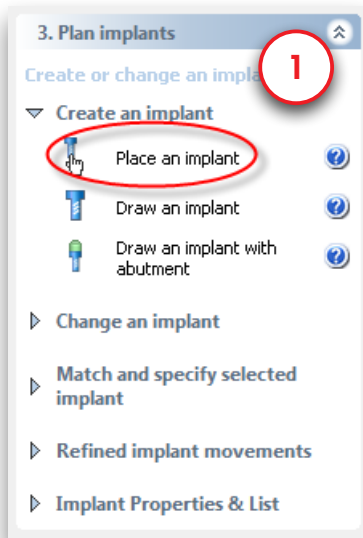 3. Plan implants
1
Create or change an impla
Create an implant
Place an implant
Draw an implant
Draw an implant with
abutment
Change an implant
Match and specify selected
implant
Refined implant movements
Implant Properties & List